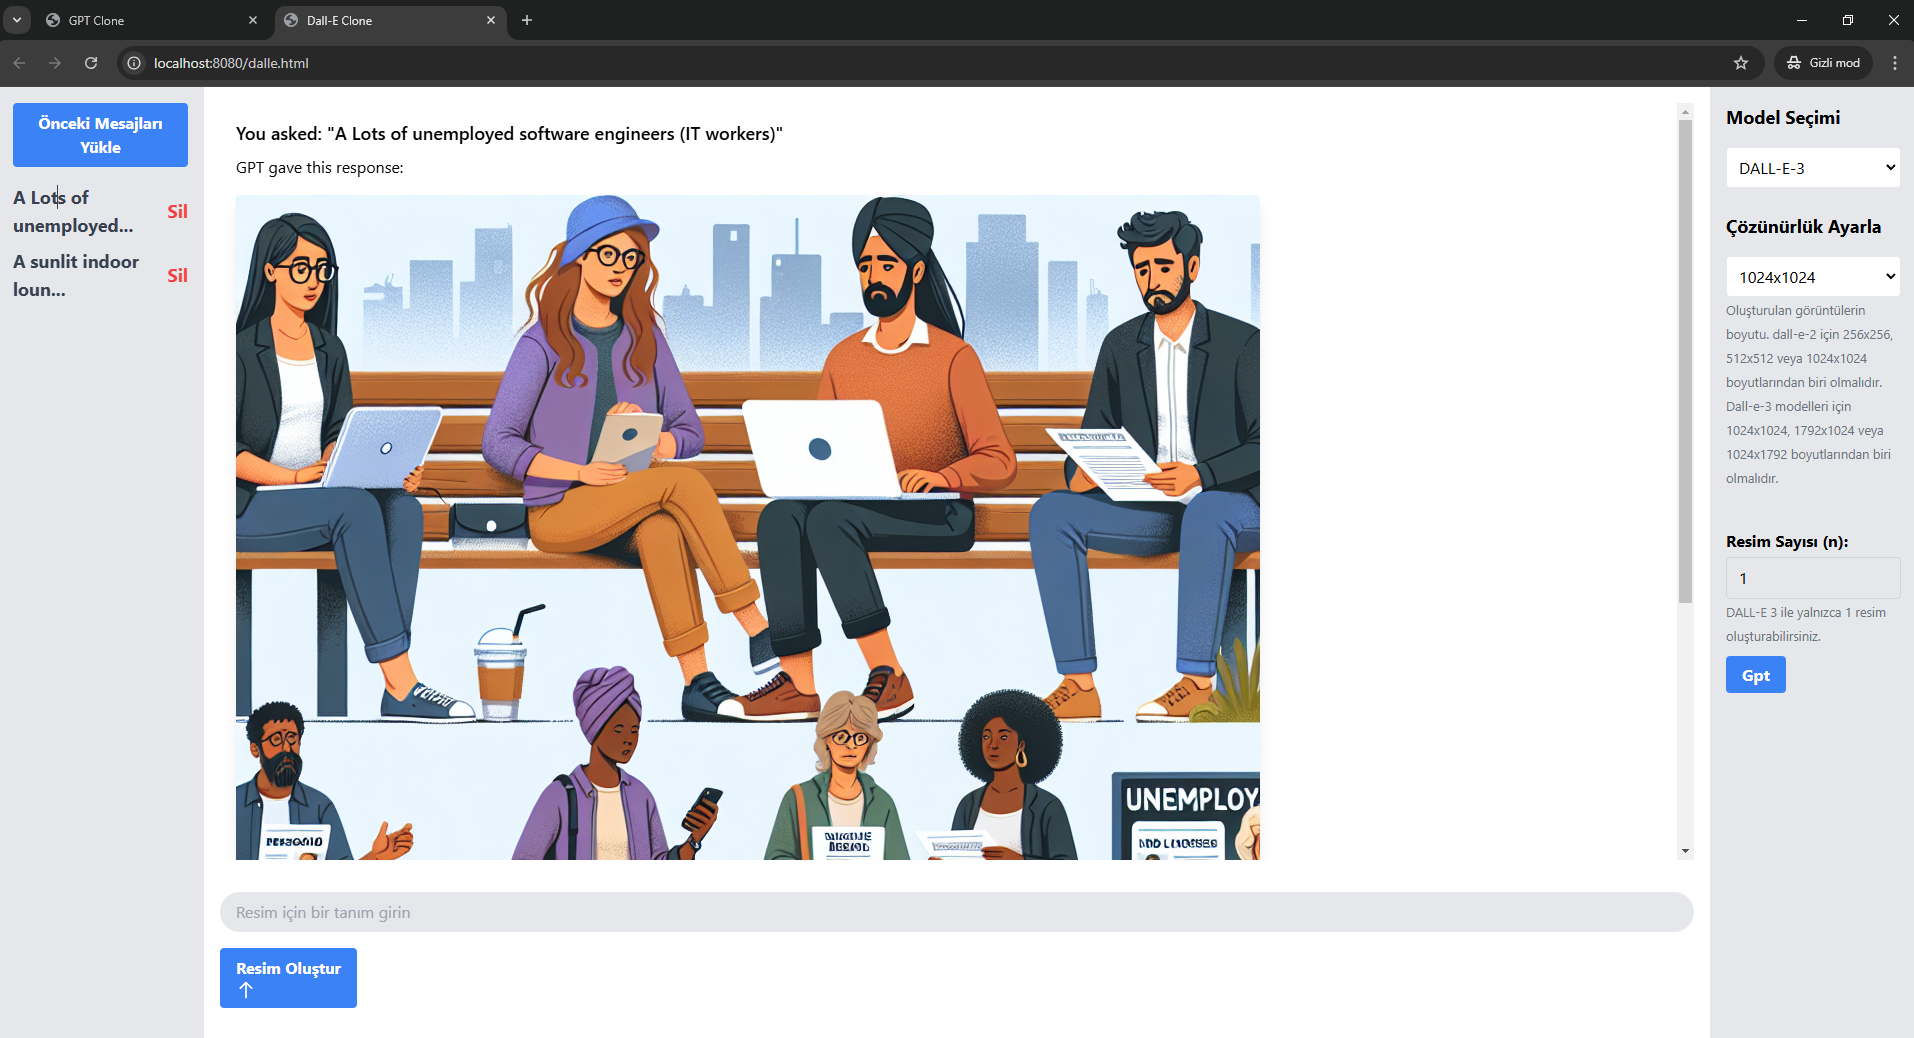 GPT Clone
Dall-E Clone
localhost:8080/dalle.html
Gizli mod
Önceki Mesajları
Yükle
A Lots of
unemployed...
Sil
A sunlit indoor
loun...
Sil
You asked: "A Lots of unemployed software engineers (IT workers)"
GPT gave this response:
UNEMPLOY
Resim için bir tanım girin
Resim Oluştur
Model Seçimi
DALL-E-3
Çözünürlük Ayarla
1024x1024
Oluşturulan görüntülerin
boyutu. dall-e-2 için 256x256,
512x512 veya 1024x1024
boyutlarından biri olmalıdır.
Dall-e-3 modelleri için
1024x1024, 1792x1024 veya
1024x1792 boyutlarından biri
olmalıdır.
Resim Sayısı (n):
1
DALL-E 3 ile yalnızca 1 resim
oluşturabilirsiniz.
Gpt